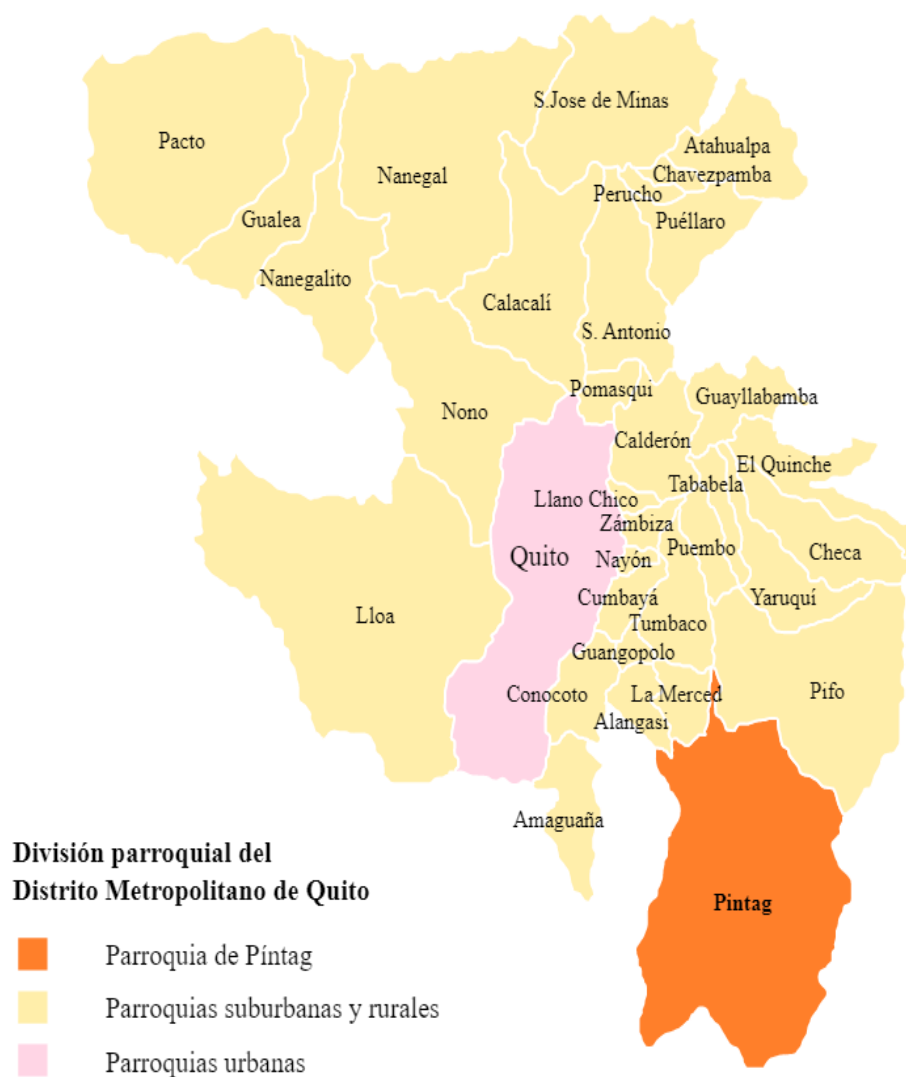 S.Jose de Minas
Pacto
Atahualpa
Nanegal
Chavezpamba
Perucho
Gualea
Puéllaro
Nanegalito
Calacalí
S. Antonio
Pomasqui
Guayllabamba
Nono
Calderón
El Quinche
Tababela
Llano Chico
Zámbiza
Puembo
Checa
Quito
Nayón
Cumbayá
Yaruquí
Lloa
Tumbaco
Guangopolo
Pifo
Conocoto
La Merced
Alangasi
Amaguaña
División parroquial del
Distrito Metropolitano de Quito
Pintag
Parroquia de Píntag
Parroquias suburbanas y rurales
Parroquias urbanas